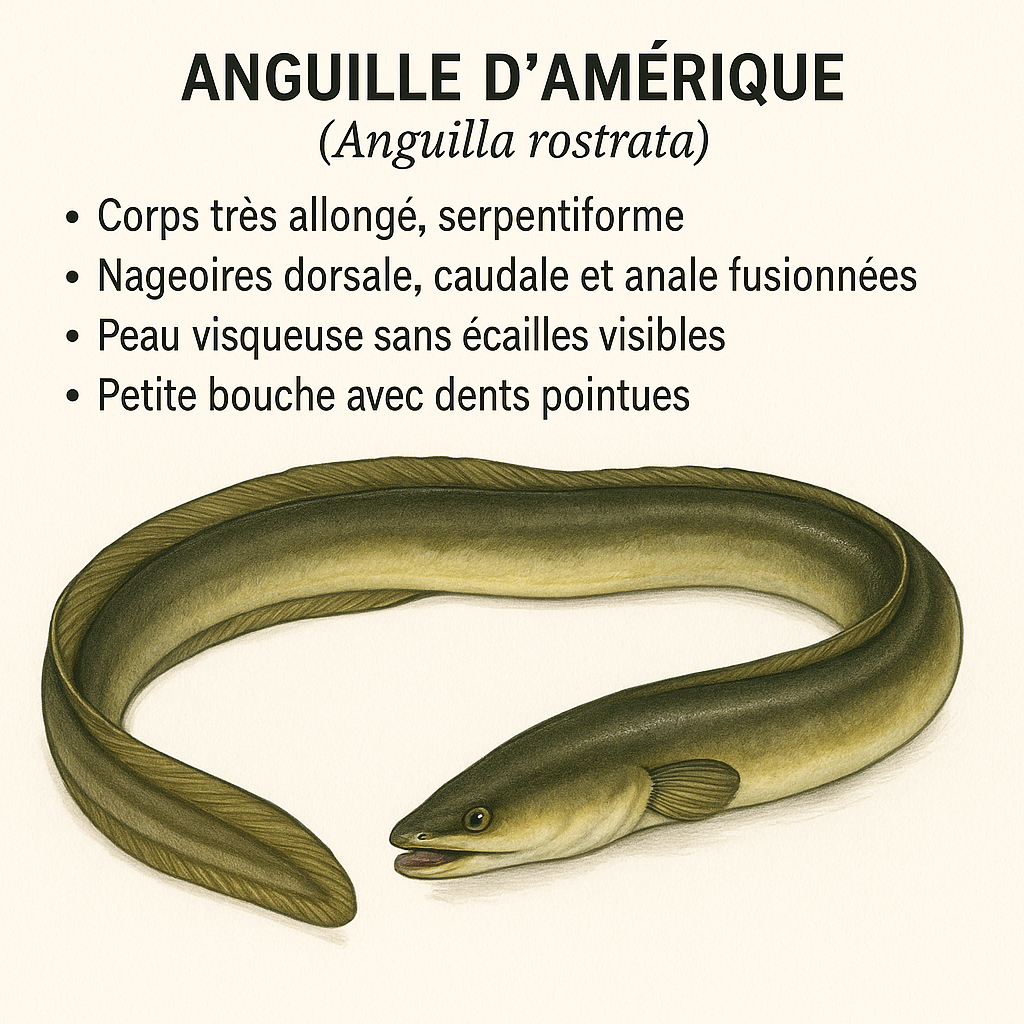 ANGUILLE D’AMÉRIQUE
(Anguilla rostrata)
• Corps très allongé, serpentiforme
• Nageoires dorsale, caudale et anale fusionnées
• Peau visqueuse sans écailles visibles
• Petite bouche avec dents pointues